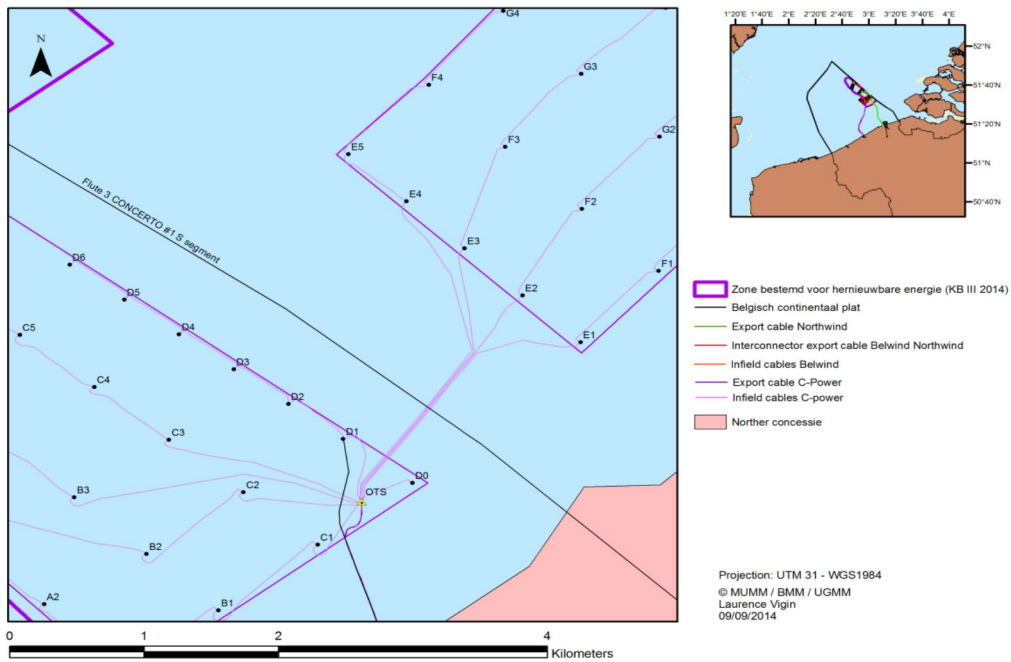 N
G4
F4
G3
G2
F3
E5
E4
F2
E3
F1
E2
E1
Flute 3 CONCERTO #1 S segment
D6
D5
D4
D3
D2
D1
D0
C5
C4
C3
C2
C1
OTS
B3
B2
B1
A2
0 1 2 4
Kilometers
1°20'E 1°40'E 2°E 2°20'E 2°40'E 3°E 3°20'E 3°40'E 4°E
52°N
51°40'N
51°20'N
51°N
50°40'N
Zone bestemd voor hernieuwbare energie (KB III 2014)
Belgisch continentaal plat
Export cable Northwind
Interconnector export cable Belwind Northwind
Infield cables Belwind
Export cable C-Power
Infield cables C-power
Norther concessie
Projection: UTM 31 - WGS1984
© MUMM / BMM / UGMM
Laurence Vigin
09/09/2014